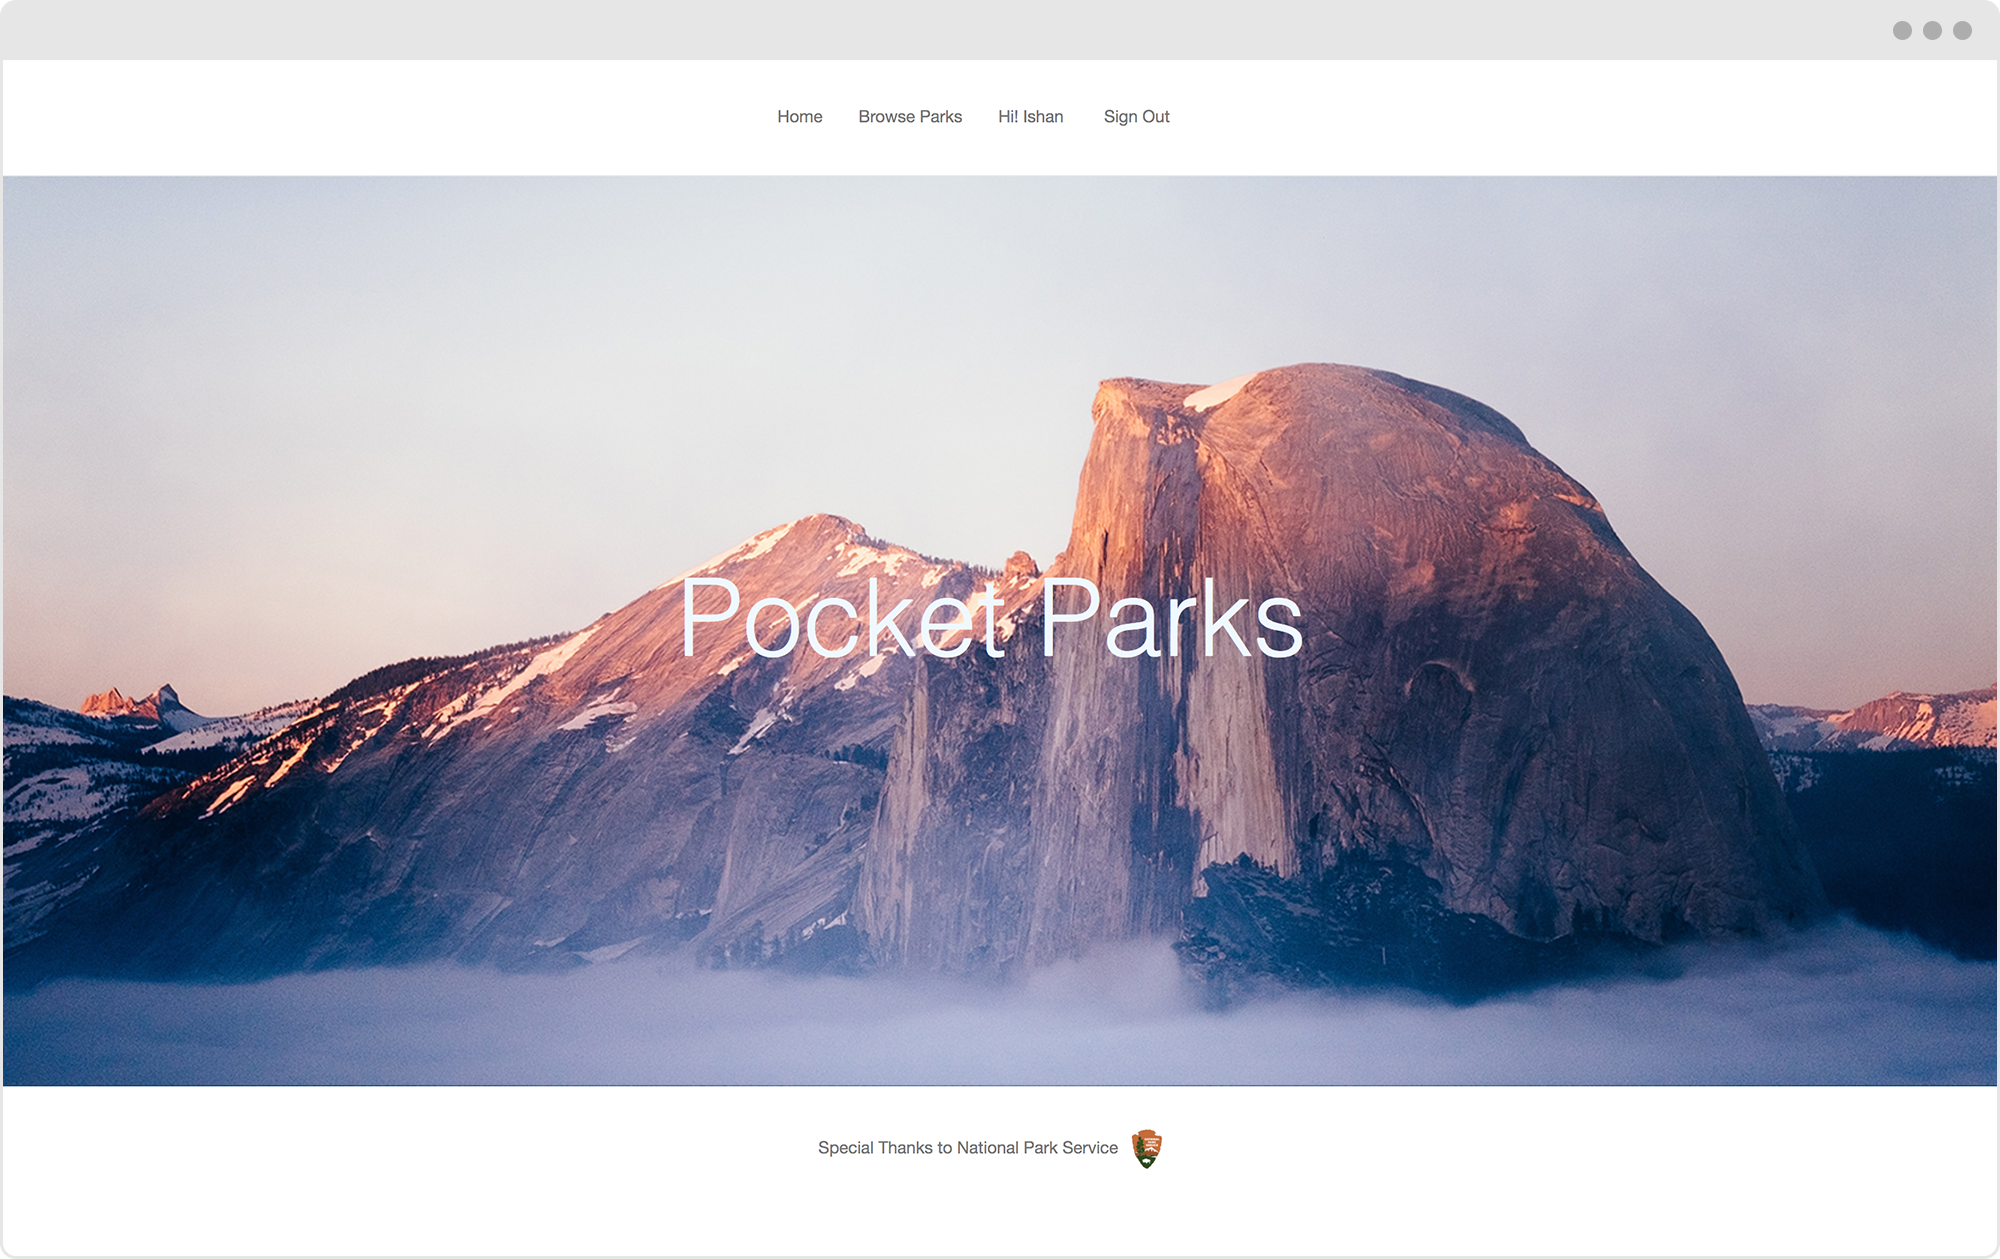 Home Browse Parks Hi! Ishan Sign Out
Pocket Parks
Special Thanks to National Park Service